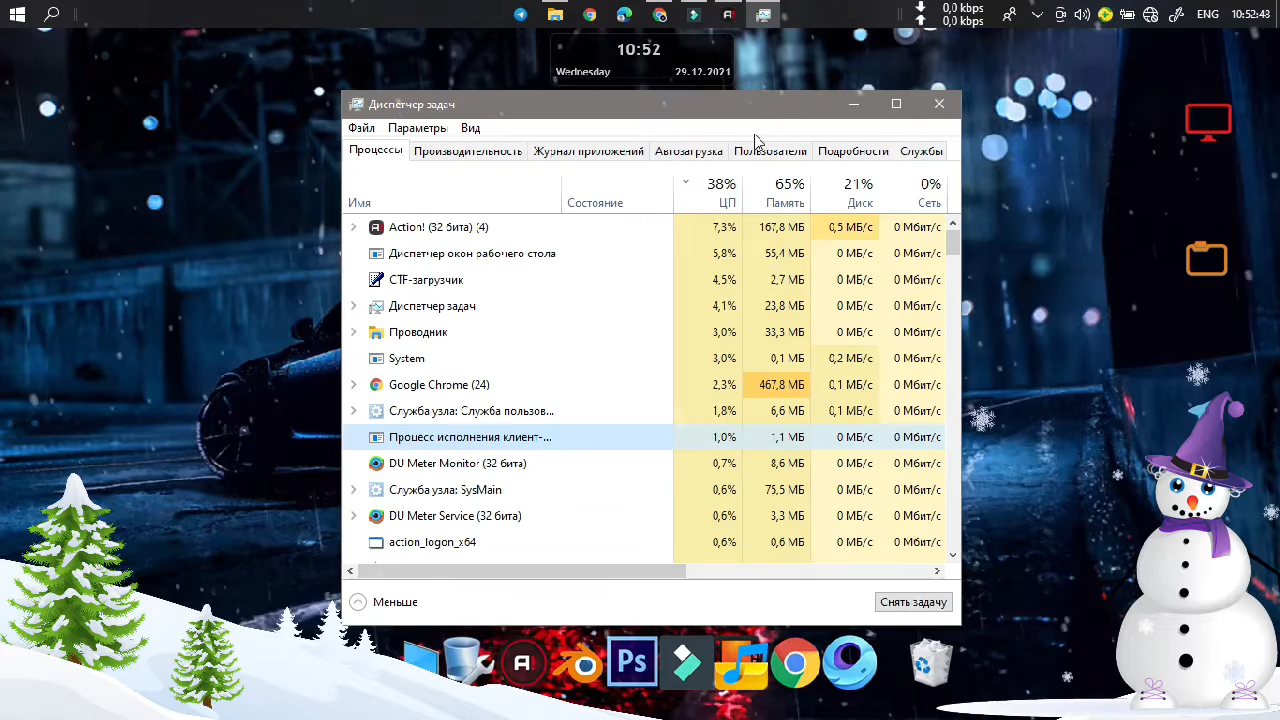 0,0 kbps
0,0 kbps
ENG
10:52:48
10:52
Wednesday 29.12.2021
Диспетчер задач
Файл Параметры Вид
Процессы Производительность Журнал приложений Автозагрузка Пользователи Подробности Службы
38% 65% 21% 0%
Имя Состояние ЦП Память Диск Сеть
Action! (32 бита) (4) 7,3% 167,8 МБ 0,5 МБ/с 0 Мбит/с
Диспетчер окон рабочего стола 5,8% 55,4 МБ 0 МБ/с 0 Мбит/с
CTF-загрузчик 4,5% 2,7 МБ 0 МБ/с 0 Мбит/с
Диспетчер задач 4,1% 23,8 МБ 0 МБ/с 0 Мбит/с
Проводник 3,0% 33,3 МБ 0 МБ/с 0 Мбит/с
System 3,0% 0,1 МБ 0,2 МБ/с 0 Мбит/с
Google Chrome (24) 2,3% 467,8 МБ 0,1 МБ/с 0 Мбит/с
Служба узла: Служба пользов... 1,8% 6,6 МБ 0,1 МБ/с 0 Мбит/с
Процесс исполнения клиент-... 1,0% 1,1 МБ 0 МБ/с 0 Мбит/с
DU Meter Monitor (32 бита) 0,7% 8,6 МБ 0 МБ/с 0 Мбит/с
Служба узла: SysMain 0,6% 75,5 МБ 0 МБ/с 0 Мбит/с
DU Meter Service (32 бита) 0,6% 3,3 МБ 0 МБ/с 0 Мбит/с
action_logon_x64 0,6% 0,6 МБ 0 МБ/с 0 Мбит/с
Меньше Снять задачу
Ps